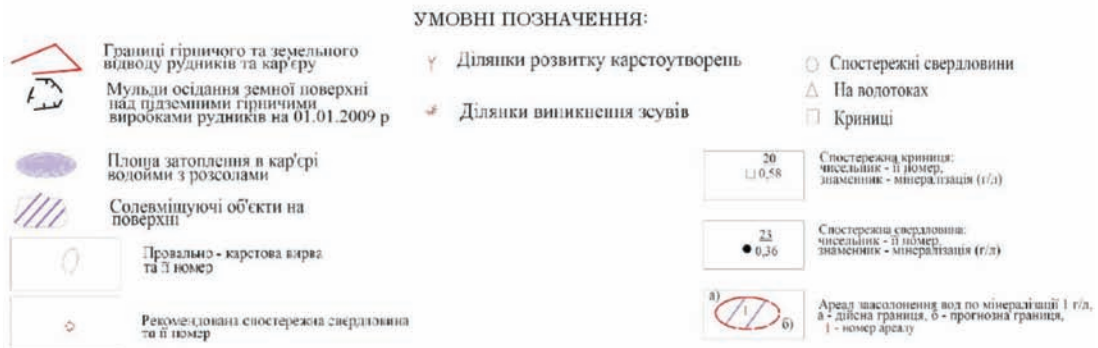 УМОВНІ ПОЗНАЧЕННЯ:
Границі гірничого та земельного
відводу рудників та кар'єру
Мульди осідання земної поверхні
над підземними гірничими
виробками рудників на 01.01.2009 р
Площа затоплення в кар'єрі
водойми з розсолами
Солевміщуючі об'єкти на
поверхні
Провально - карстова вирва
та її номер
Рекомендована спостережна свердловина
та її номер
Ділянки розвитку карстоутворень
Ділянки виникнення зсувів
Спостережні свердловини
На водотоках
Криниці
20
0,58
Спостережна криниця:
чисельник - її номер,
знаменник - мінералізація (г/л)
23
0,36
Спостережна свердловина:
чисельник - її номер,
знаменник - мінералізація (г/л)
а)
1
б)
Ареал заасолонення вод по мінералізації 1 г/л,
а - дійсна границя, б - прогнозна границя,
1 - номер ареалу